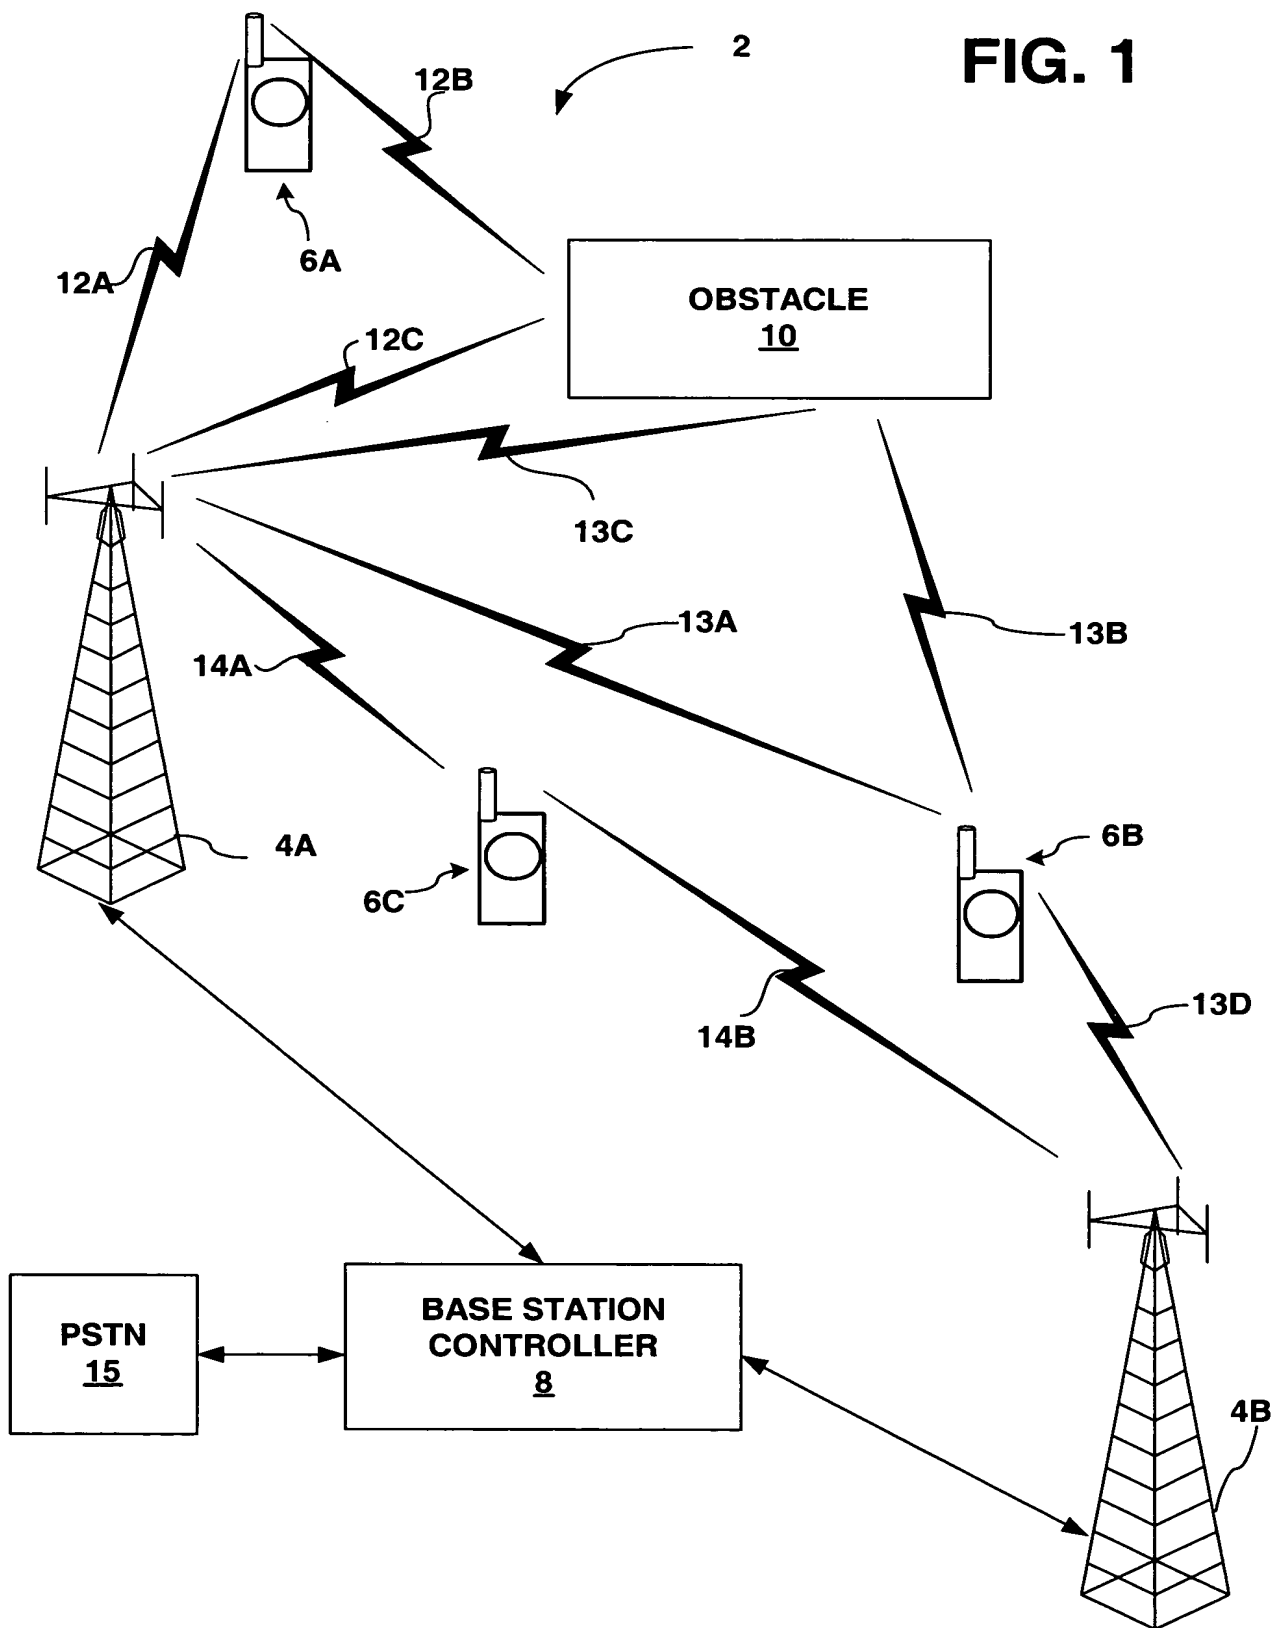 FIG. 1
2
12B
6A
12A
OBSTACLE
10
12C
13C
13A
13B
14A
4A
6B
6C
13D
14B
BASE STATION
CONTROLLER
8
PSTN
15
4B